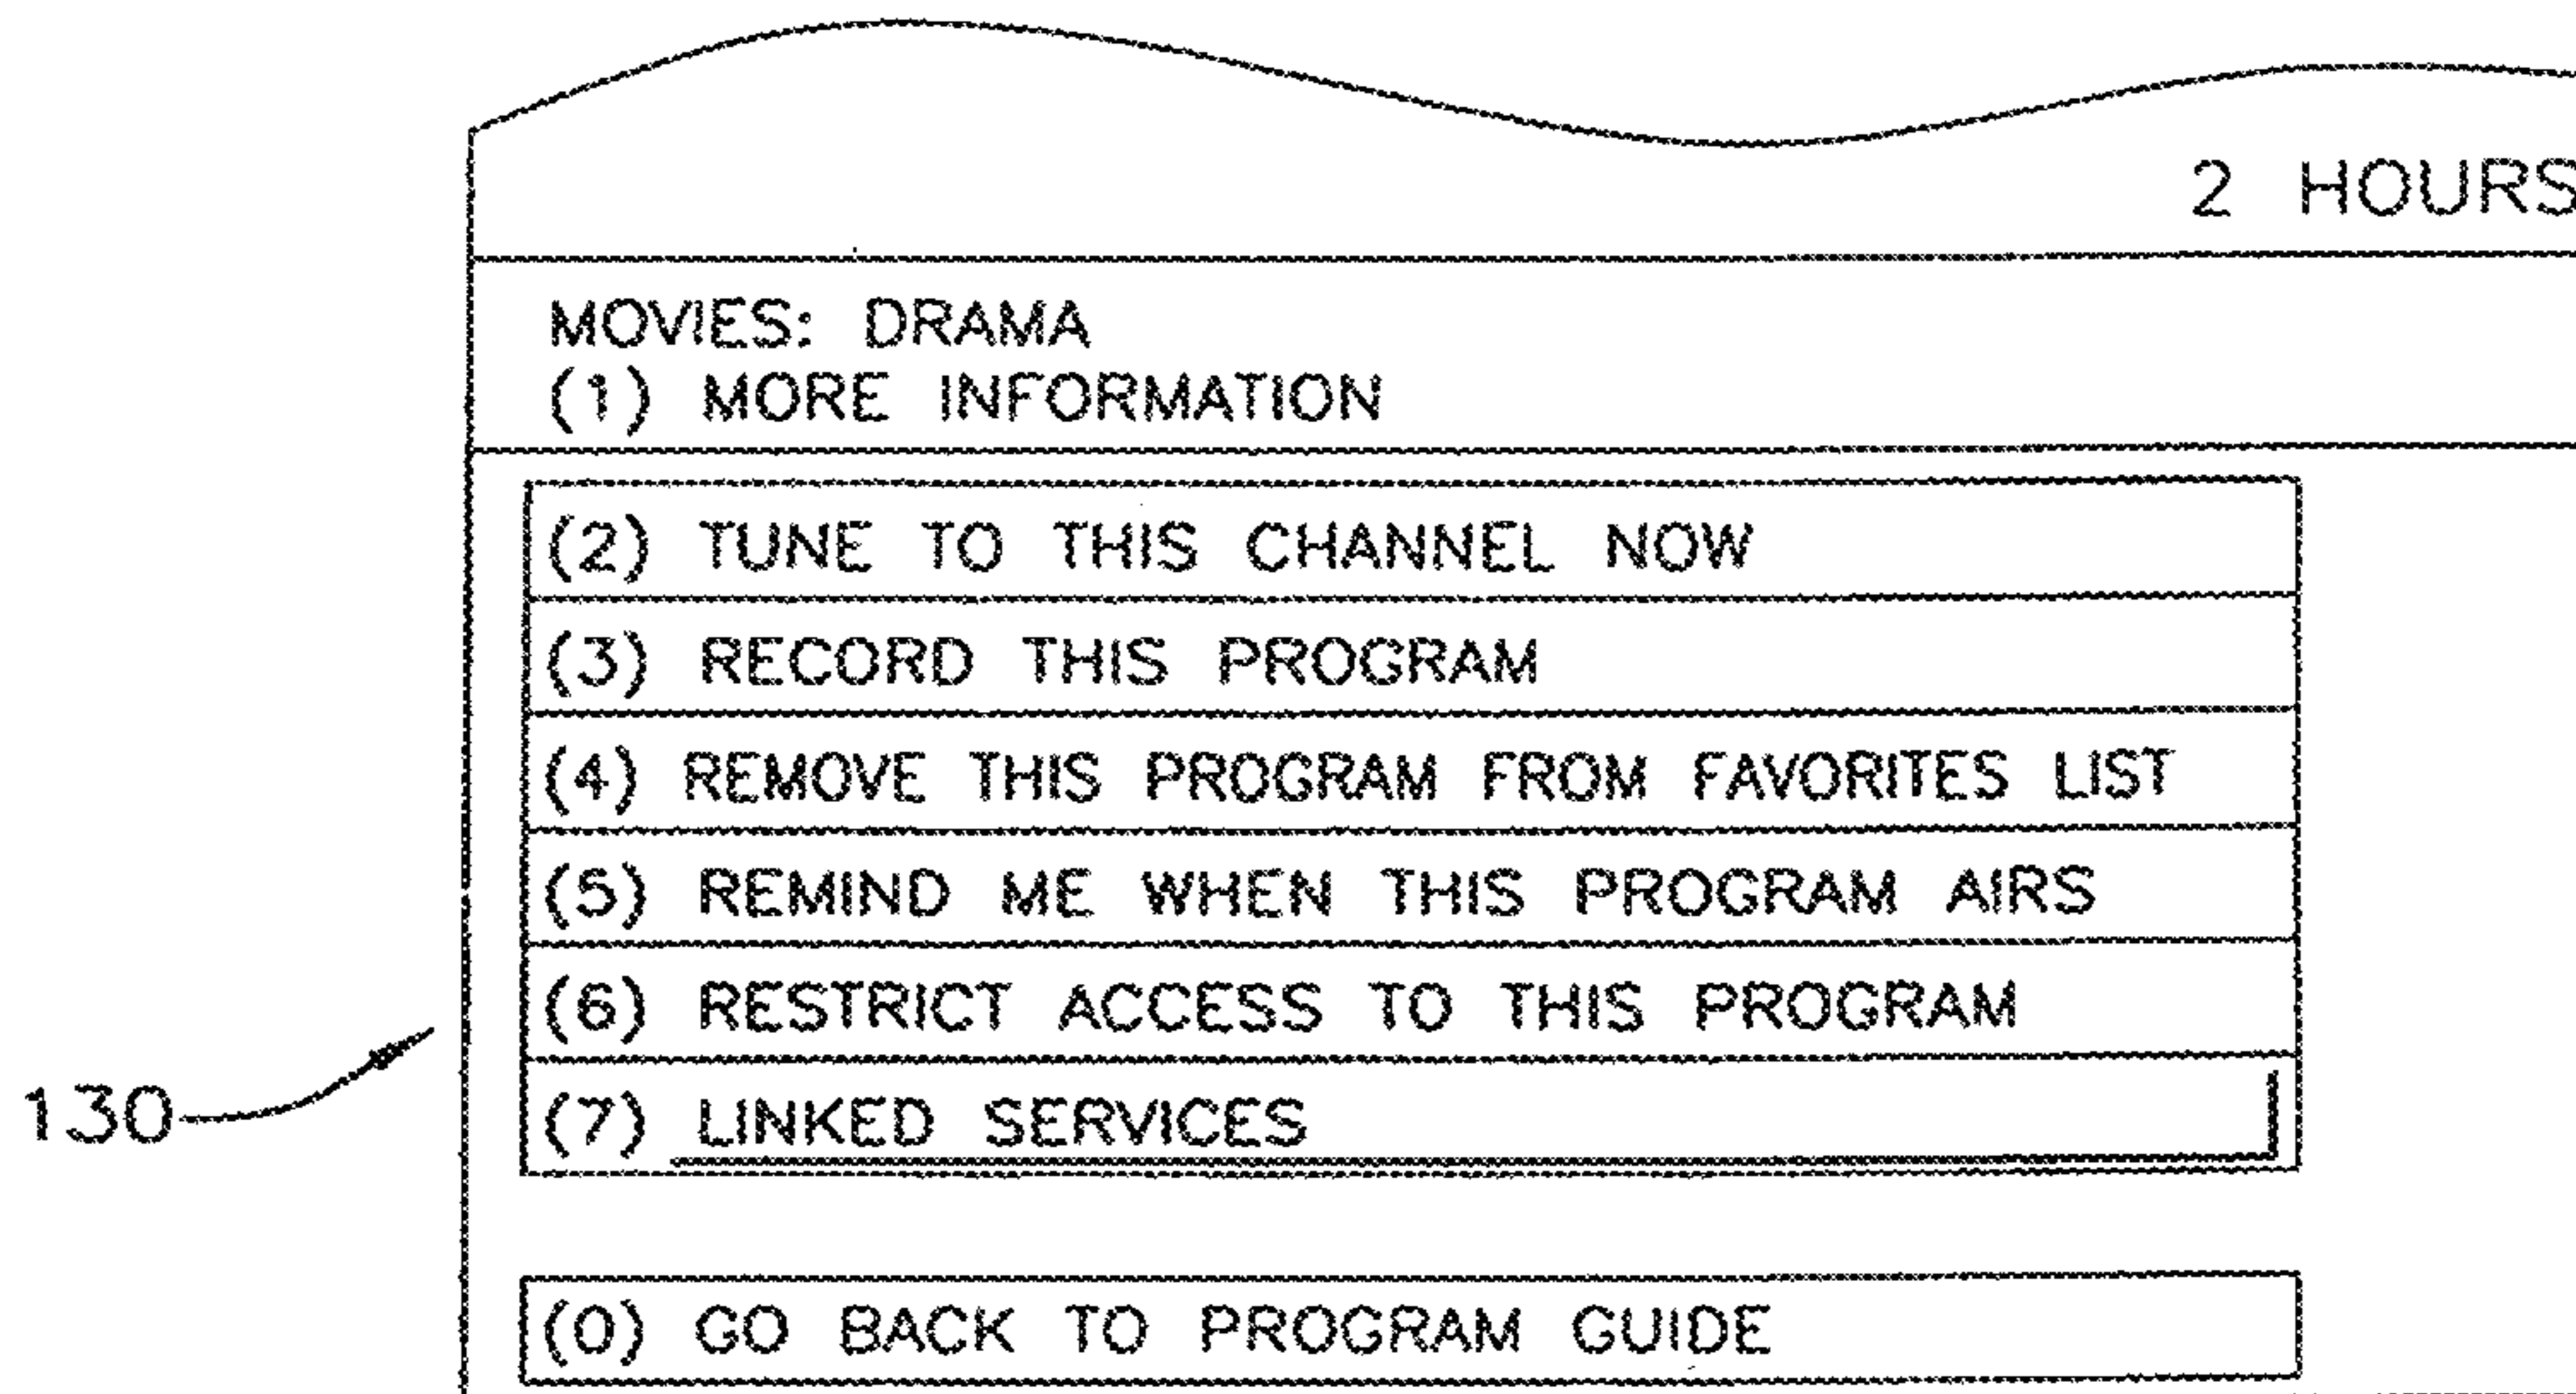 2 HOURS
MOVIES: DRAMA
(1) MORE INFORMATION
(2) TUNE TO THIS CHANNEL NOW
(3) RECORD THIS PROGRAM
(4) REMOVE THIS PROGRAM FROM FAVORITES LIST
(5) REMIND ME WHEN THIS PROGRAM AIRS
(6) RESTRICT ACCESS TO THIS PROGRAM
130
(7) LINKED SERVICES
(0) GO BACK TO PROGRAM GUIDE